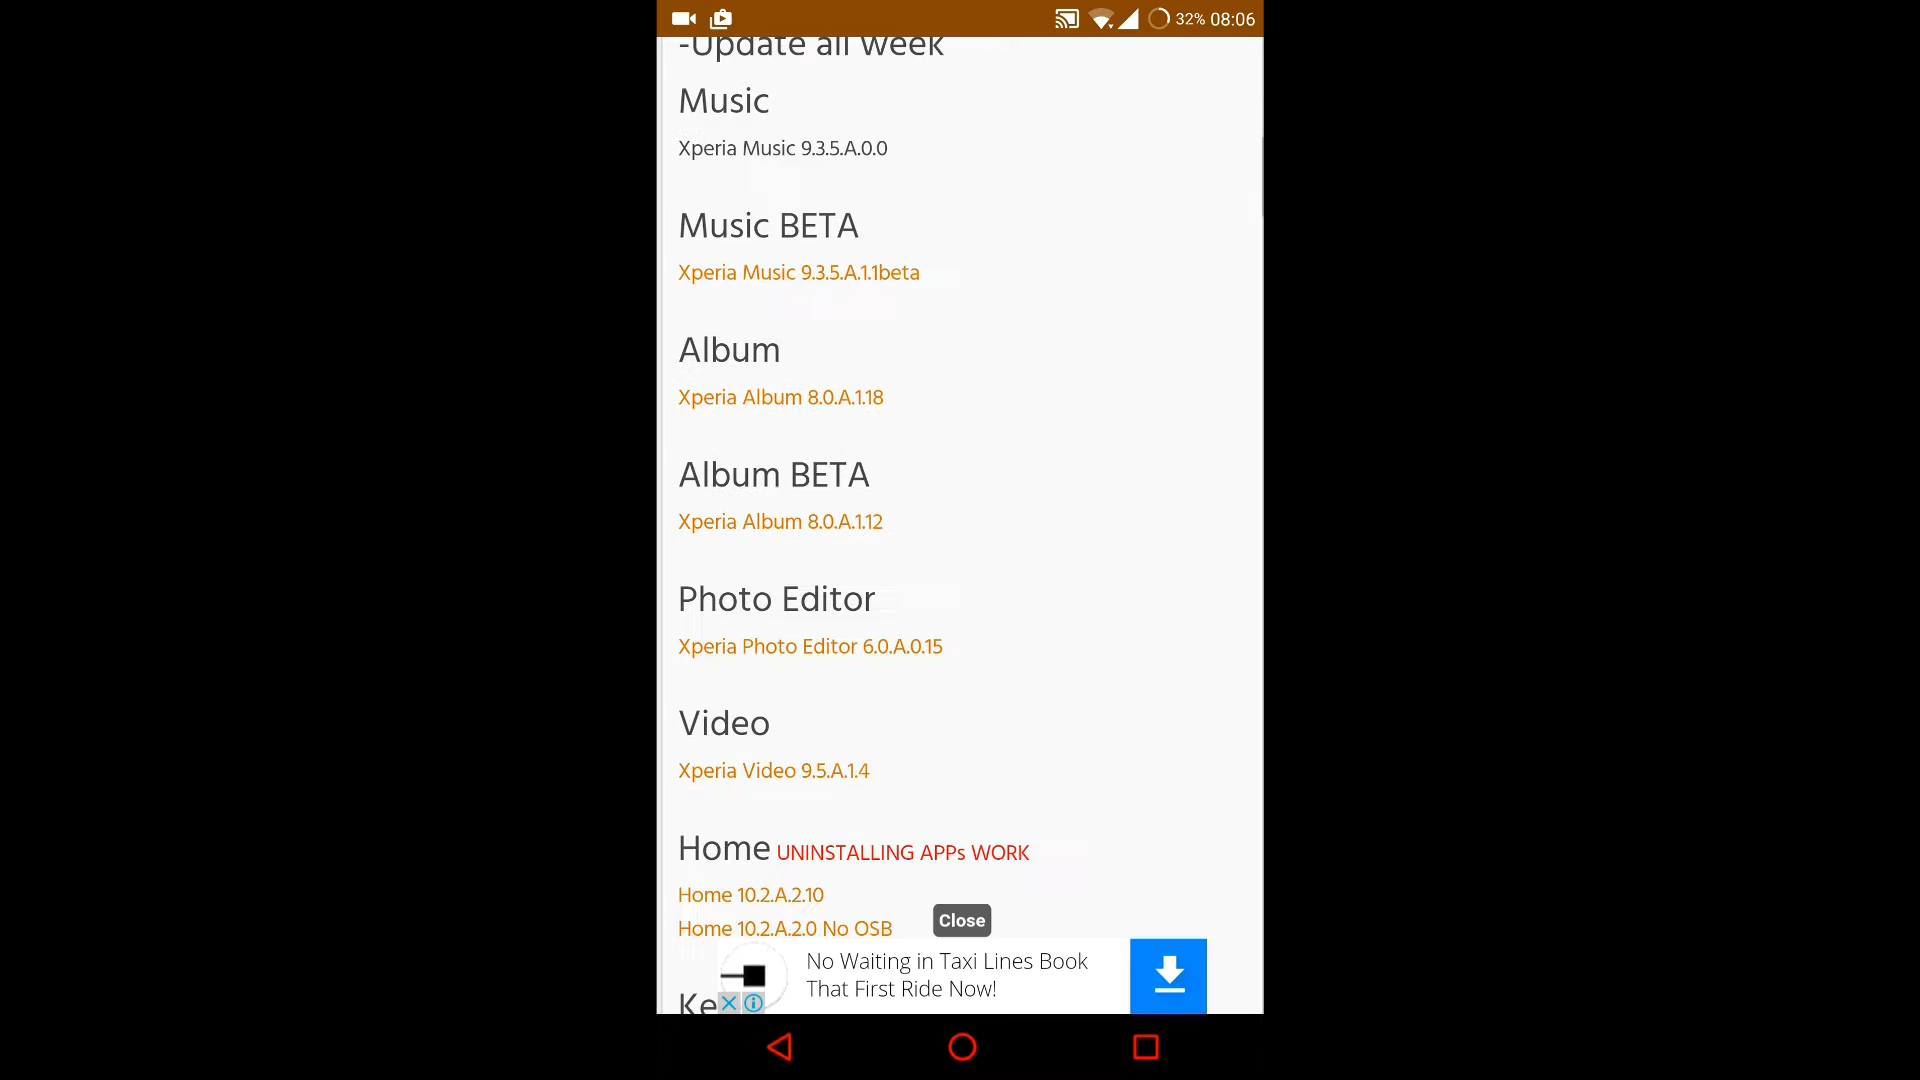 32% 08:06
-Update all week
Music
Xperia Music 9.3.5.A.0.0
Music BETA
Xperia Music 9.3.5.A.1.1beta
Album
Xperia Album 8.0.A.1.18
Album BETA
Xperia Album 8.0.A.1.12
Photo Editor
Xperia Photo Editor 6.0.A.0.15
Video
Xperia Video 9.5.A.1.4
Home UNINSTALLING APPs WORK
Home 10.2.A.2.10
Home 10.2.A.2.0 No OSB
Close
No Waiting in Taxi Lines Book
That First Ride Now!
Ke